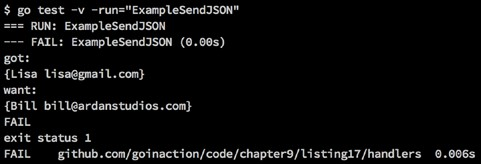 $ go test -v -run="ExampleSendJSON"
=== RUN: ExampleSendJSON
--- FAIL: ExampleSendJSON (0.00s)
got:
{Lisa lisa@gmail.com}
want:
{Bill bill@ardanstudios.com}
FAIL
exit status 1
FAIL    github.com/goinaction/code/chapter9/listing17/handlers  0.006s